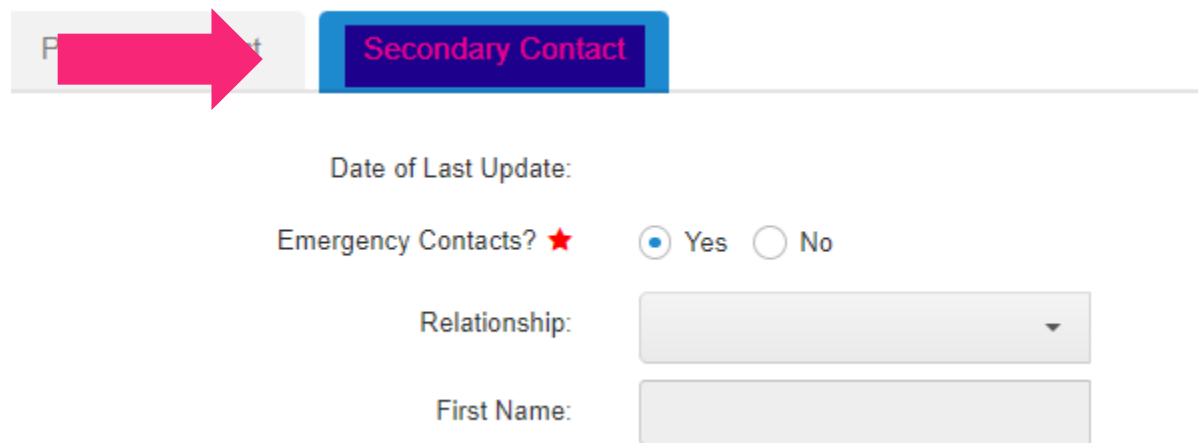 Secondary Contact
Date of Last Update:
Emergency Contacts? ★
Yes No
Relationship:
First Name: